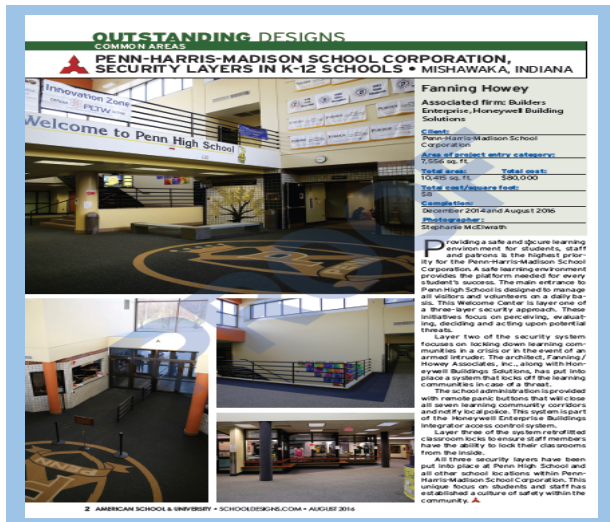 OUTSTANDING DESIGNS
COMMON AREAS
PENN-HARRIS-MADISON SCHOOL CORPORATION,
SECURITY LAYERS IN K-12 SCHOOLS • MISHAWAKA, INDIANA
Innovation Zone
PLTW
Welcome to Penn High School
Fanning Howey
Associated firm: Builders
Enterprise, Honeywell Building
Solutions
Client:
Penn-Harris-Madison School
Corporation
Area of project entry category:
7,556 sq. ft.
Total area: Total cost:
10,415 sq. ft. $80,000
Total cost/square foot:
$8
Completion:
December 2014 and August 2016
Photographer:
Stephanie McElwrath
Providing a safe and secure learning
environment for students, staff
and patrons is the highest prior-
ity for the Penn-Harris-Madison School
Corporation. A safe learning environment
provides the platform needed for every
student's success. The main entrance to
Penn High School is designed to manage
all visitors and volunteers on a daily ba-
sis. This Welcome Center is layer one of
a three-layer security approach. These
initiatives focus on perceiving, evaluat-
ing, deciding and acting upon potential
threats.
Layer two of the security system
focuses on locking down learning com-
munities in a crisis or in the event of an
armed intruder. The architect, Fanning/
Howey Associates, Inc., along with Hon-
eywell Buildings Solutions, has put into
place a system that locks off the learning
communities in case of a threat.
The school administration is provided
with remote panic buttons that will close
all seven learning community corridors
and notify local police. This system is part
of the Honeywell Enterprise Buildings
Integrator access control system.
Layer three of the system retrofitted
classroom locks to ensure staff members
have the ability to lock their classrooms
from the inside.
All three security layers have been
put into place at Penn High School and
all other school locations within Penn-
Harris-Madison School Corporation. This
unique focus on students and staff has
established a culture of safety within the
community.
2 AMERICAN SCHOOL & UNIVERSITY • SCHOOLDESIGNS.COM • AUGUST 2016